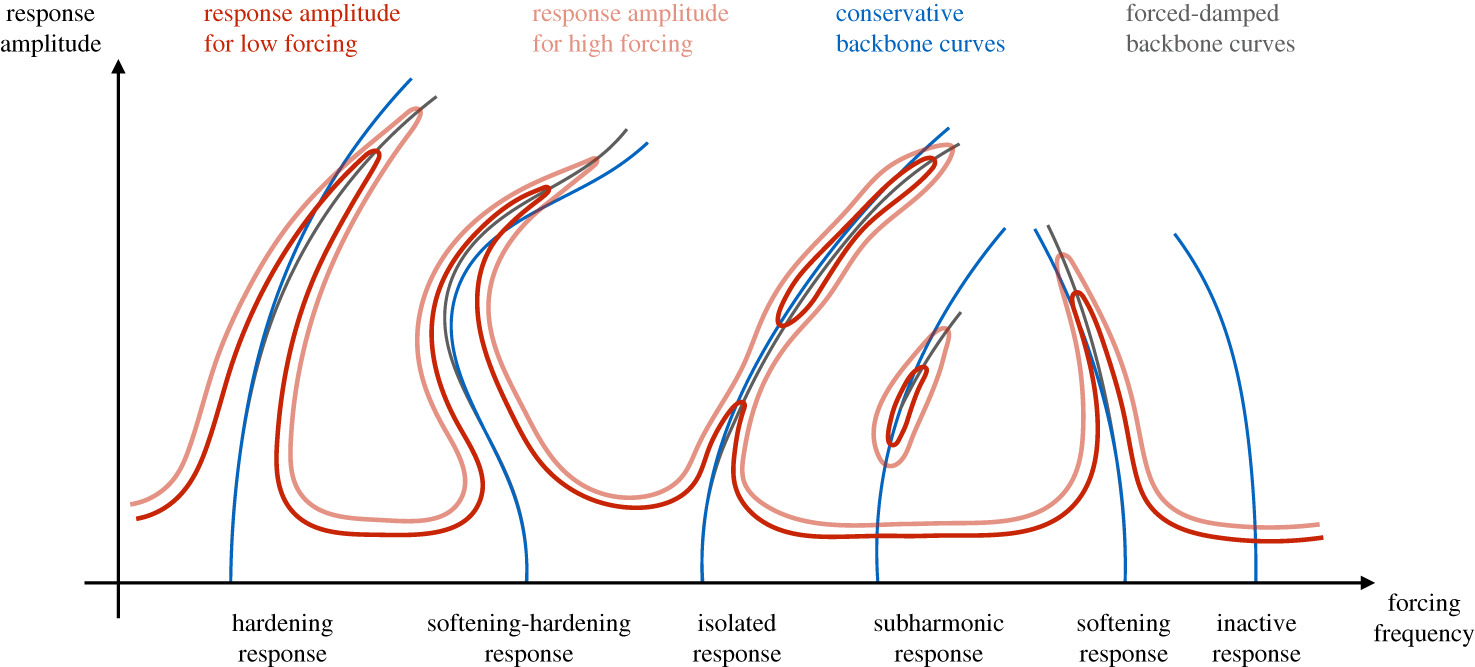 response
amplitude
response amplitude
for low forcing
response amplitude
for high forcing
conservative
backbone curves
forced-damped
backbone curves
forcing
frequency
hardening
response
softening-hardening
response
isolated
response
subharmonic
response
softening
response
inactive
response